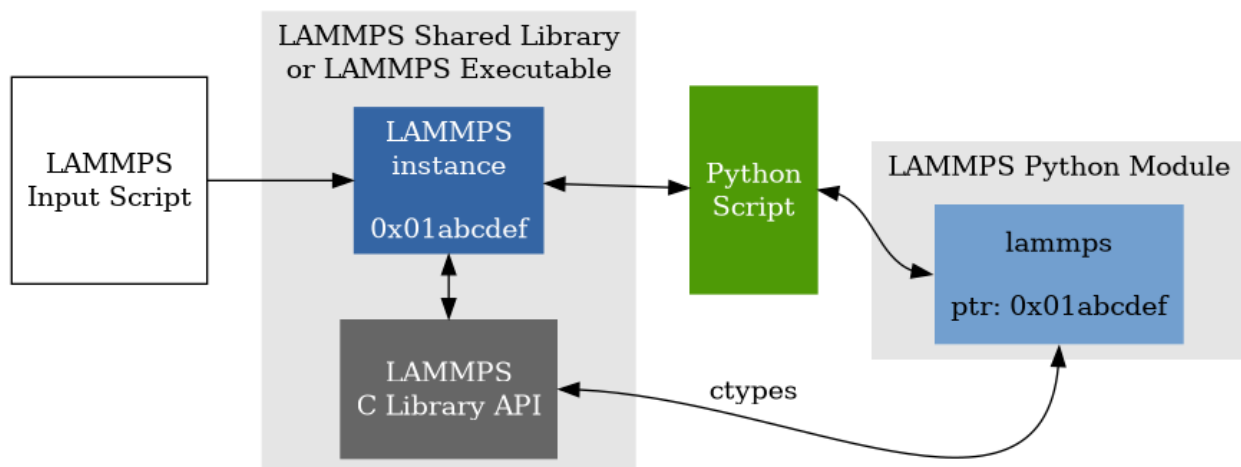 LAMMPS Shared Library
or LAMMPS Executable
LAMMPS
Input Script
LAMMPS
instance
0x01abcdef
LAMMPS
C Library API
Python
Script
LAMMPS Python Module
lammps
ptr: 0x01abcdef
ctypes